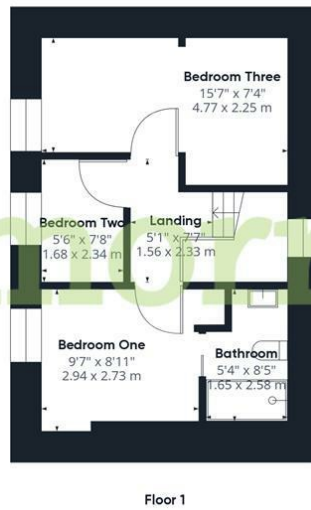 Bedroom Three
15'7" x 7'4"
4.77 x 2.25 m
Bedroom Two
5'6" x 7'8"
1.68 x 2.34 m
Landing
5'1" x 7'7"
1.56 x 2.33 m
Bedroom One
9'7" x 8'11"
2.94 x 2.73 m
Bathroom
5'4" x 8'5"
1.65 x 2.58 m
Floor 1